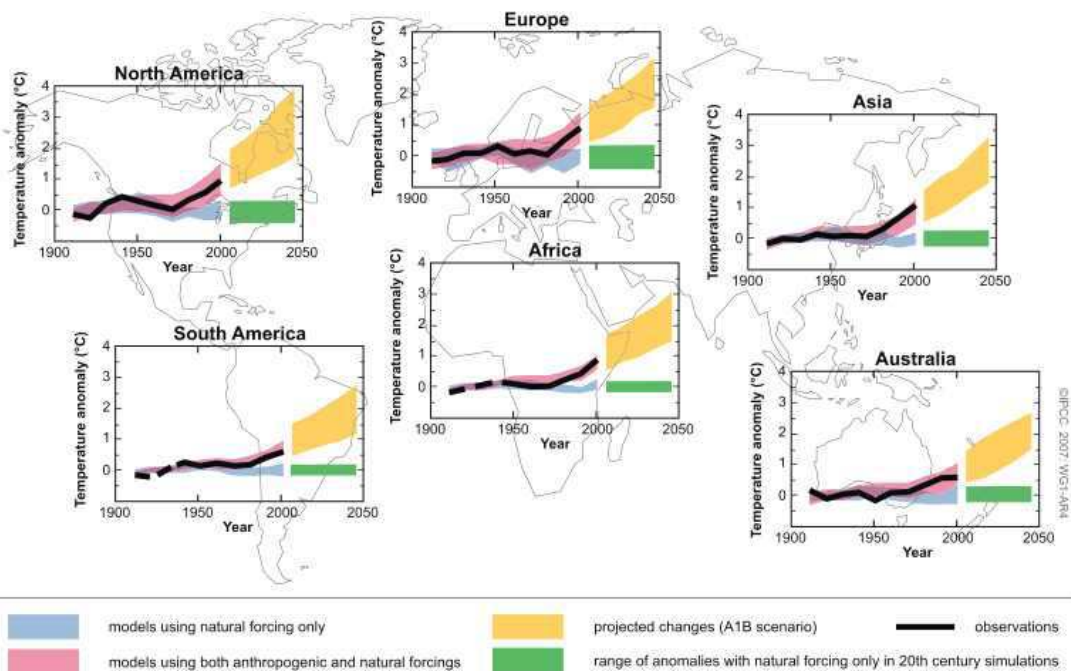 Europe
Temperature anomaly (°C)
4
3
2
1
0
1900
1950
2000
2050
Year
North America
Temperature anomaly (°C)
4
3
2
1
0
1900
1950
2000
2050
Year
Asia
Temperature anomaly (°C)
4
3
2
1
0
1900
1950
2000
2050
Year
Africa
Temperature anomaly (°C)
4
3
2
1
0
1900
1950
2000
2050
Year
South America
Temperature anomaly (°C)
4
3
2
1
0
1900
1950
2000
2050
Year
Australia
Temperature anomaly (°C)
4
3
2
1
0
1900
1950
2000
2050
Year
©IPCC 2007: WG1-AR4
models using natural forcing only
projected changes (A1B scenario)
observations
models using both anthropogenic and natural forcings
range of anomalies with natural forcing only in 20th century simulations